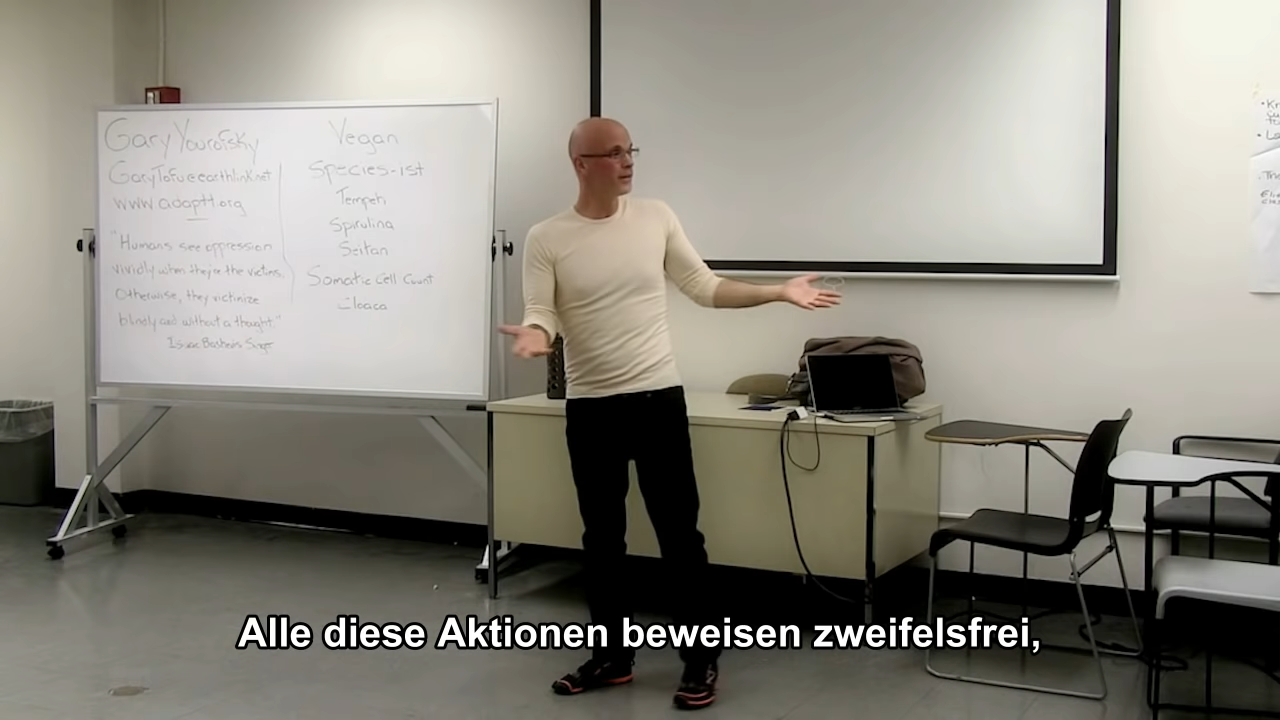 Gary Yourofsky
GaryTofu@earthlink.net
www.adaptt.org
"Humans see oppression
vividly when they're the victims.
Otherwise, they victimize
blindly and without a thought."
Isaac Bashevis Singer
Vegan
Species-ist
Tempeh
Spirulina
Seitan
Somatic Cell Count
Cloaca
Alle diese Aktionen beweisen zweifelsfrei,